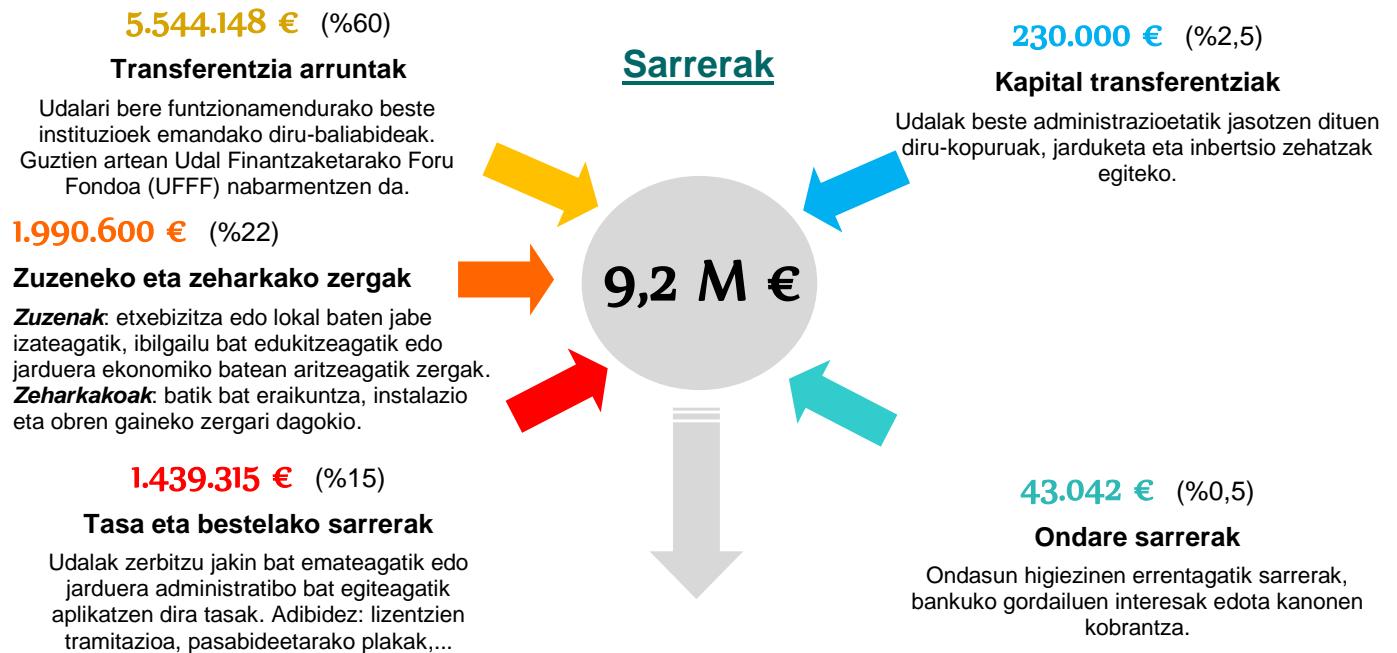 Sarrerak
5.544.148 € (%60)
Transferentzia arruntak
Udalari bere funtzionamendurako beste
instituzioek emandako diru-baliabideak.
Guztien artean Udal Finantzaketarako Foru
Fondoa (UFFF) nabarmentzen da.
1.990.600 € (%22)
Zuzeneko eta zeharkako zergak
Zuzenak: etxebizitza edo lokal baten jabe
izateagatik, ibilgailu bat edukitzeagatik edo
jarduera ekonomiko batean aritzeagatik zergak.
Zeharkakoak: batik bat eraikuntza, instalazio
eta obren gaineko zergari dagokio.
1.439.315 € (%15)
Tasa eta bestelako sarrerak
Udalak zerbitzu jakin bat emateagatik edo
jarduera administratibo bat egiteagatik
aplikatzen dira tasak. Adibidez: lizentzien
tramitazioa, pasabideetarako plakak,...
9,2 M €
230.000 € (%2,5)
Kapital transferentziak
Udalak beste administrazioetatik jasotzen dituen
diru-kopuruak, jarduketa eta inbertsio zehatzak
egiteko.
43.042 € (%0,5)
Ondare sarrerak
Ondasun higiezinen errentagatik sarrerak,
bankuko gordailuen interesak edota kanonen
kobrantza.